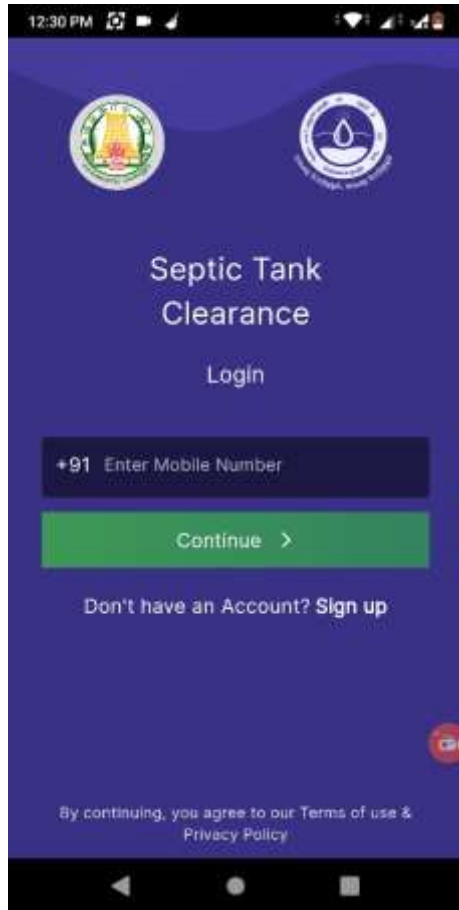 12:30 PM
Septic Tank
Clearance
Login
+91 Enter Mobile Number
Continue
Don't have an Account? Sign up
By continuing, you agree to our Terms of use &
Privacy Policy